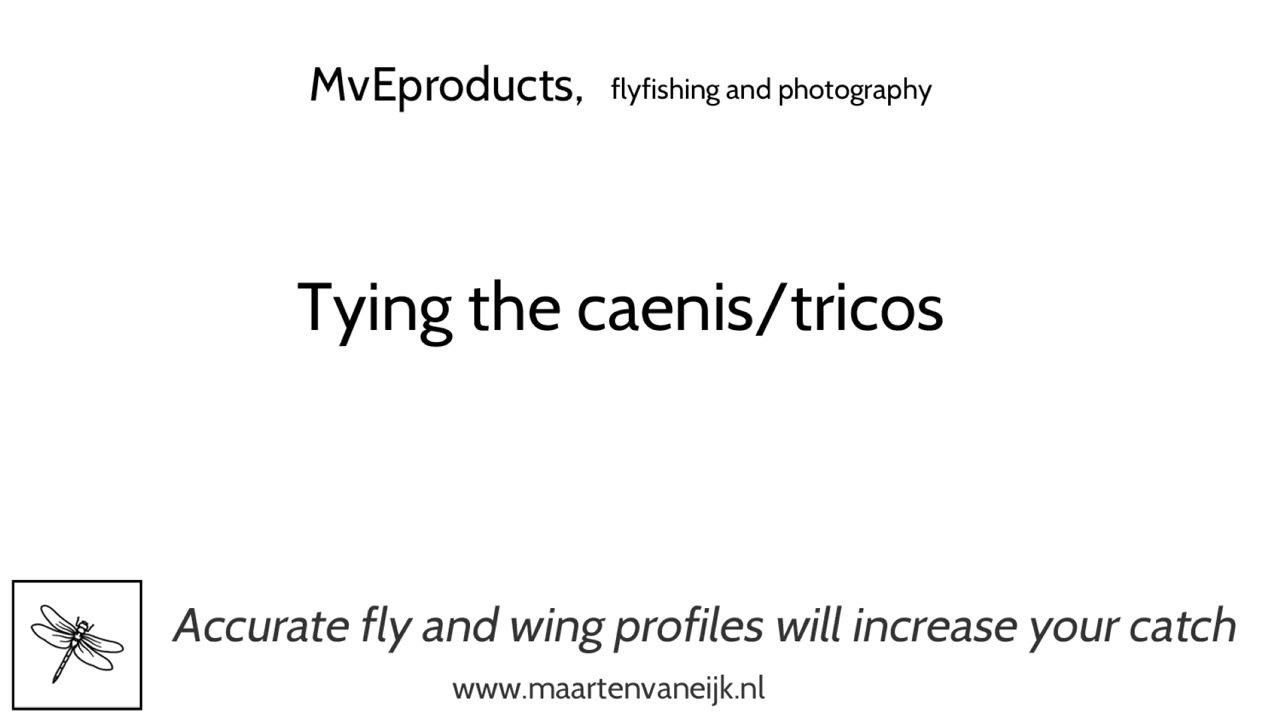 MvEproducts, flyfishing and photography
Tying the caenis/tricos
Accurate fly and wing profiles will increase your catch
www.maartenvaneijk.nl